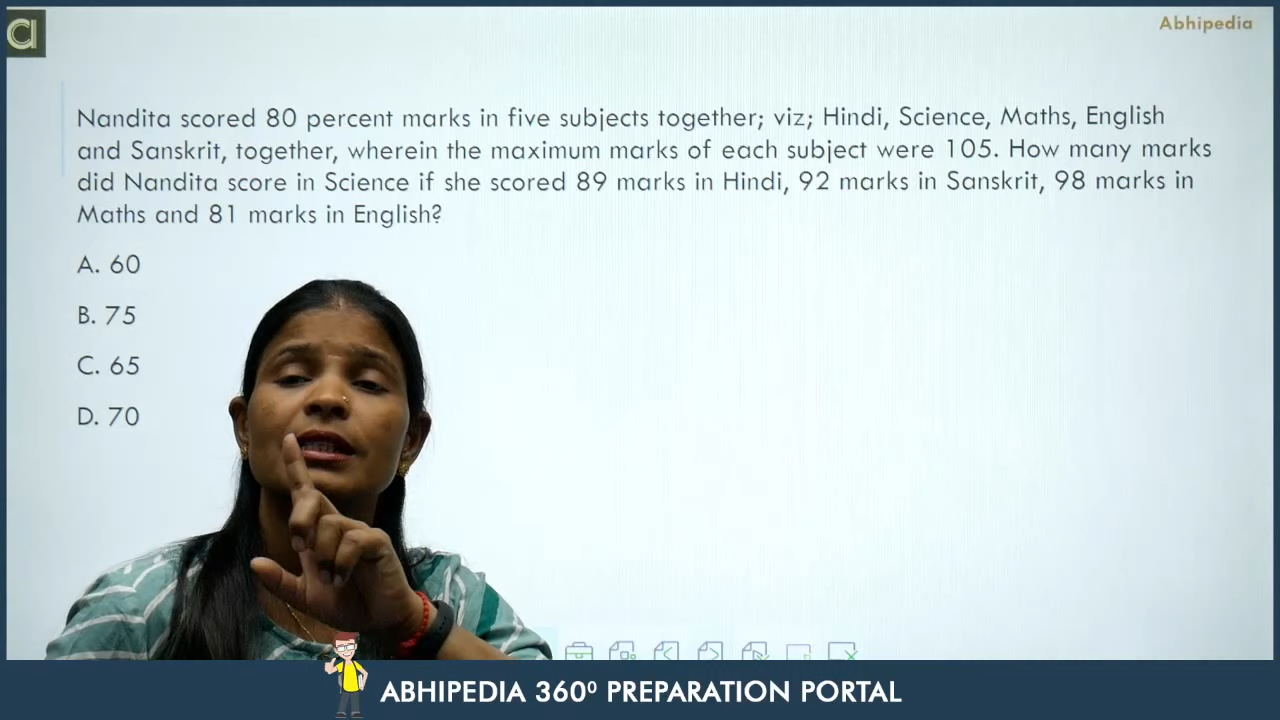 Abhipedia
Nandita scored 80 percent marks in five subjects together; viz; Hindi, Science, Maths, English
and Sanskrit, together, wherein the maximum marks of each subject were 105. How many marks
did Nandita score in Science if she scored 89 marks in Hindi, 92 marks in Sanskrit, 98 marks in
Maths and 81 marks in English?
A. 60
B. 75
C. 65
D. 70
ABHIPEDIA 360⁰ PREPARATION PORTAL